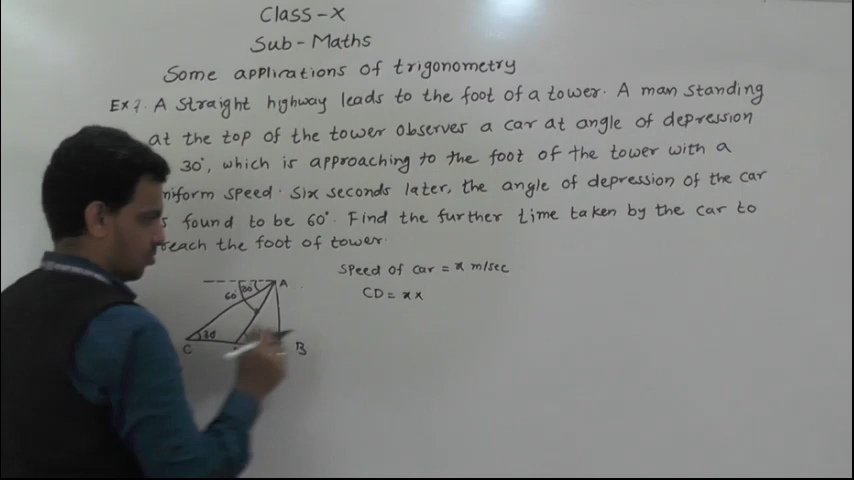 Class-X
Sub-Maths
Some applications of trigonometry
Ex 7. A straight highway leads to the foot of a tower. A man standing
at the top of the tower observes a car at angle of depression
30°, which is approaching to the foot of the tower with a
niform speed. Six seconds later, the angle of depression of the car
s found to be 60°. Find the further time taken by the car to
reach the foot of tower.
Speed of car = x m/sec
CD = x x
30 A
60°
30
C B